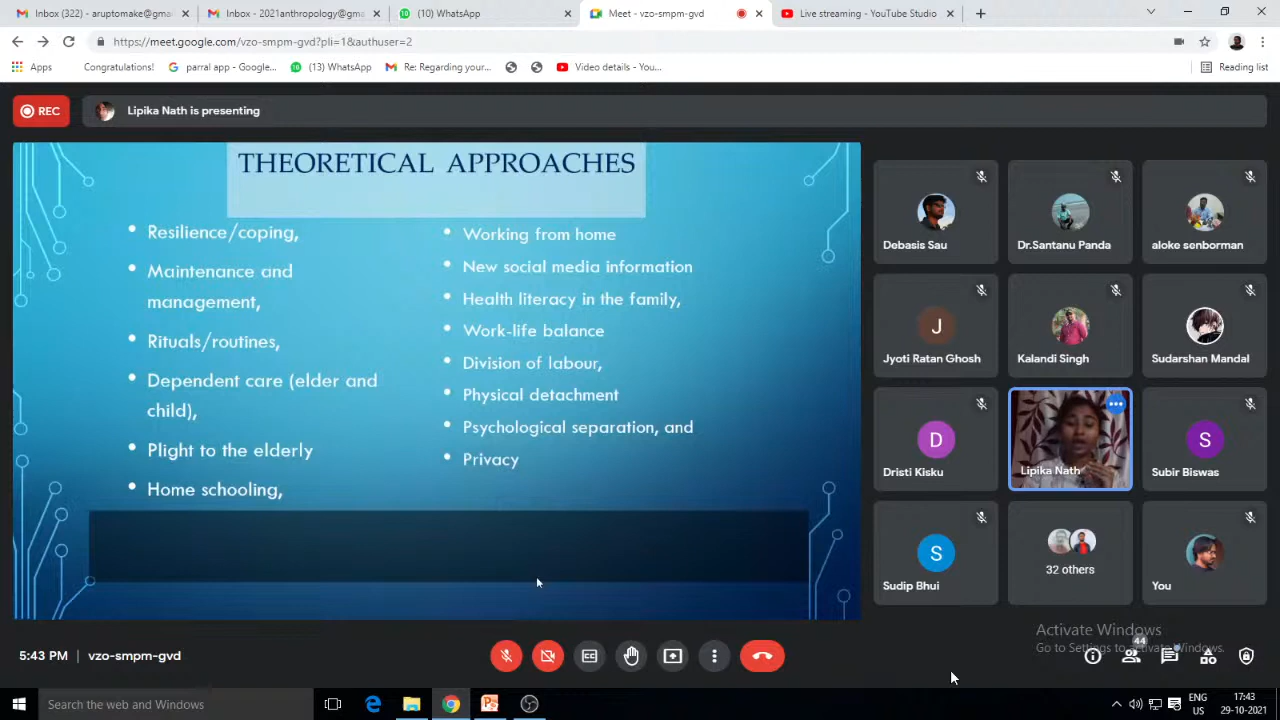 Inbox (322) - aruptomake@gma
Inbox - 2021anthropology@gm
(10) WhatsApp
Meet - vzo-smpm-gvd
Live streaming - YouTube Studio
https://meet.google.com/vzo-smpm-gvd?pli=1&authuser=2
Apps
Congratulations!
parral app - Google...
(13) WhatsApp
Re: Regarding your...
Video details - You...
Reading list
REC
Lipika Nath is presenting
THEORETICAL APPROACHES
• Resilience/coping,
• Maintenance and
management,
• Rituals/routines,
• Dependent care (elder and
child),
• Plight to the elderly
• Home schooling,
• Working from home
• New social media information
• Health literacy in the family,
• Work-life balance
• Division of labour,
• Physical detachment
• Psychological separation, and
• Privacy
Debasis Sau
Dr.Santanu Panda
aloke senborman
J
Jyoti Ratan Ghosh
Kalandi Singh
Sudarshan Mandal
D
Dristi Kisku
Lipika Nath
S
Subir Biswas
S
Sudip Bhui
32 others
You
Activate Windows
Go to Settings to activate Windows.
5:43 PM | vzo-smpm-gvd
44
Search the web and Windows
ENG
US
17:43
29-10-2021